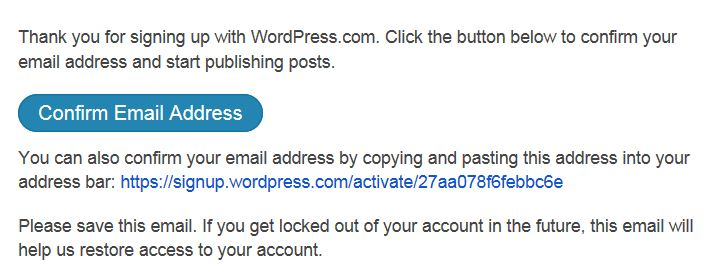 Thank you for signing up with WordPress.com. Click the button below to confirm your
email address and start publishing posts.
Confirm Email Address
You can also confirm your email address by copying and pasting this address into your
address bar: https://signup.wordpress.com/activate/27aa078f6febbc6e
Please save this email. If you get locked out of your account in the future, this email will
help us restore access to your account.